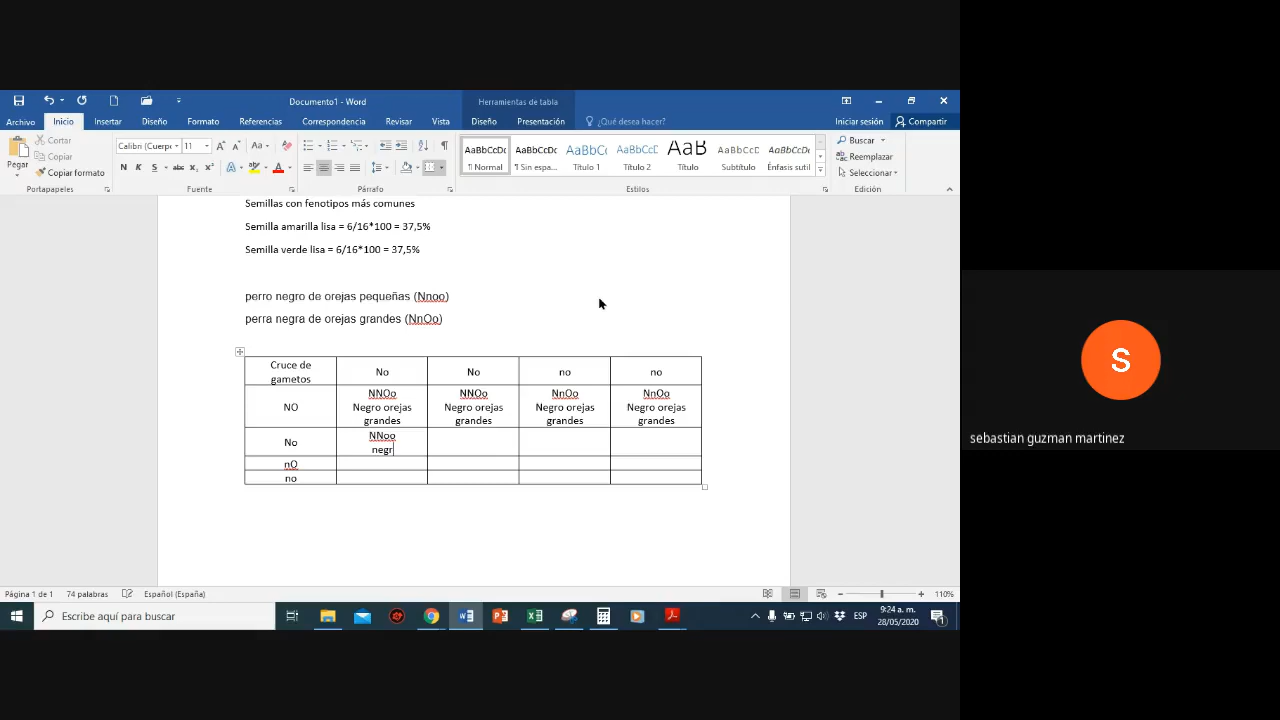 Documento1 - Word
Herramientas de tabla
Archivo Inicio Insertar Diseño Formato Referencias Correspondencia Revisar Vista Diseño Presentación ¿Qué desea hacer? Iniciar sesión Compartir
Pegar
Cortar
Copiar
Copiar formato
Portapapeles
Calibri (Cuerpo 11
N K S abc x₂ x²
Fuente
Párrafo
AaBbCcDc AaBbCcDc AaBbCc AaBbCcE AaB AaBbCcD AaBbCcDc
¶ Normal ¶ Sin espa... Título 1 Título 2 Título Subtítulo Énfasis sutil
Estilos
Buscar
Reemplazar
Seleccionar
Edición
Semillas con fenotipos más comunes
Semilla amarilla lisa = 6/16*100 = 37,5%
Semilla verde lisa = 6/16*100 = 37,5%
perro negro de orejas pequeñas (Nnoo)
perra negra de orejas grandes (NnOo)
Cruce de gametos No No no no
NO NNOo Negro orejas grandes NNOo Negro orejas grandes NnOo Negro orejas grandes NnOo Negro orejas grandes
No NNoo negr
nO
no
S
sebastian guzman martinez
Página 1 de 1 74 palabras Español (España) 110%
Escribe aquí para buscar
ESP
9:24 a. m.
28/05/2020
1